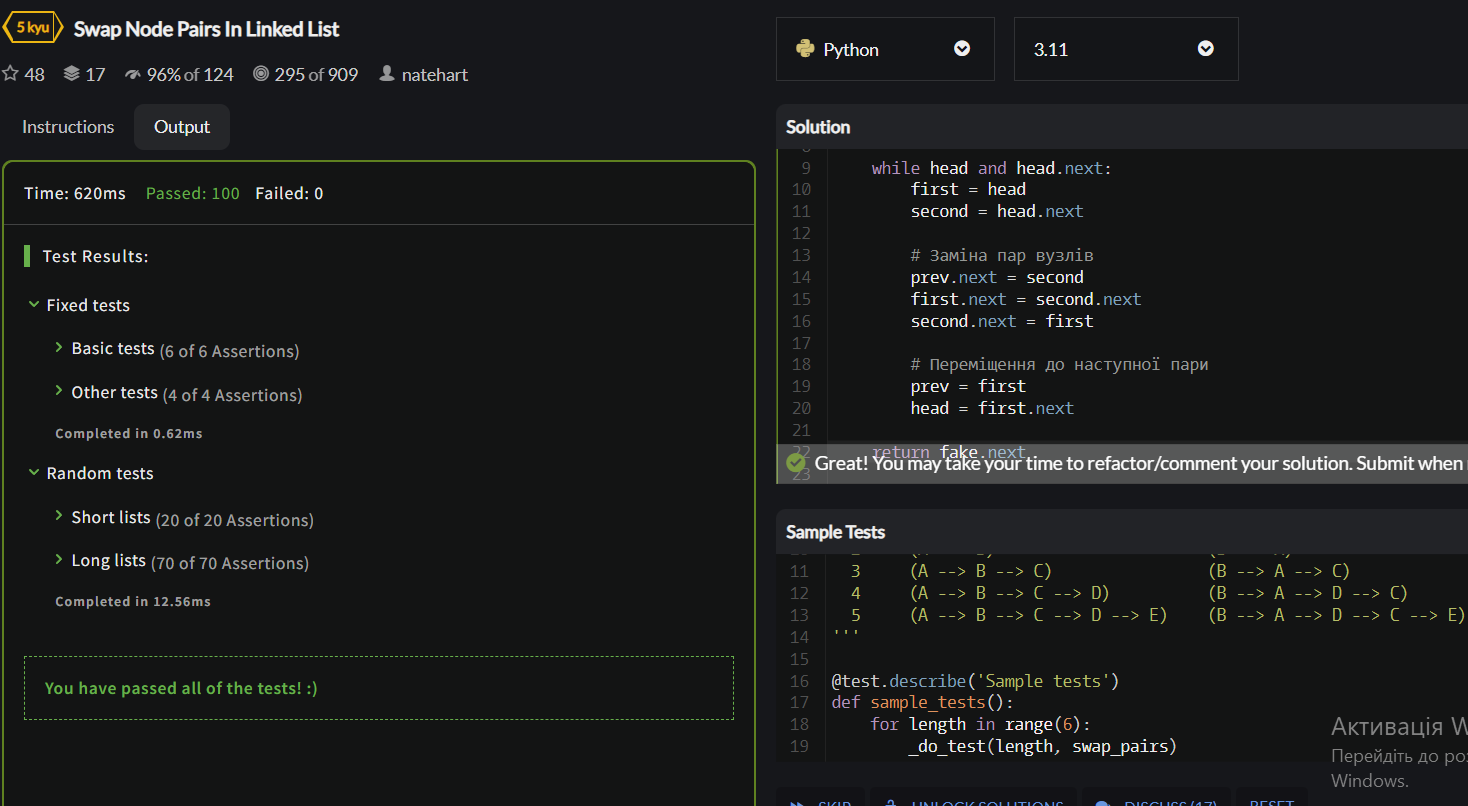 5 kyu Swap Node Pairs In Linked List
48 17 96% of 124 295 of 909 natehart
Instructions Output
Time: 620ms Passed: 100 Failed: 0
Test Results:
Fixed tests
Basic tests (6 of 6 Assertions)
Other tests (4 of 4 Assertions)
Completed in 0.62ms
Random tests
Short lists (20 of 20 Assertions)
Long lists (70 of 70 Assertions)
Completed in 12.56ms
You have passed all of the tests! :)
Python 3.11
Solution
9 while head and head.next:
10 first = head
11 second = head.next
12
13 # Заміна пар вузлів
14 prev.next = second
15 first.next = second.next
16 second.next = first
17
18 # Переміщення до наступної пари
19 prev = first
20 head = first.next
21
22 return fake.next
Great! You may take your time to refactor/comment your solution. Submit when
23
Sample Tests
11 3 (A --> B --> C) (B --> A --> C)
12 4 (A --> B --> C --> D) (B --> A --> D --> C)
13 5 (A --> B --> C --> D --> E) (B --> A --> D --> C --> E)
14 '''
15
16 @test.describe('Sample tests')
17 def sample_tests():
18 for length in range(6):
19 _do_test(length, swap_pairs)
Активація W
Перейдіть до роз
Windows.
SKIP UNLOCK SOLUTIONS DISCUSS (17) RESET